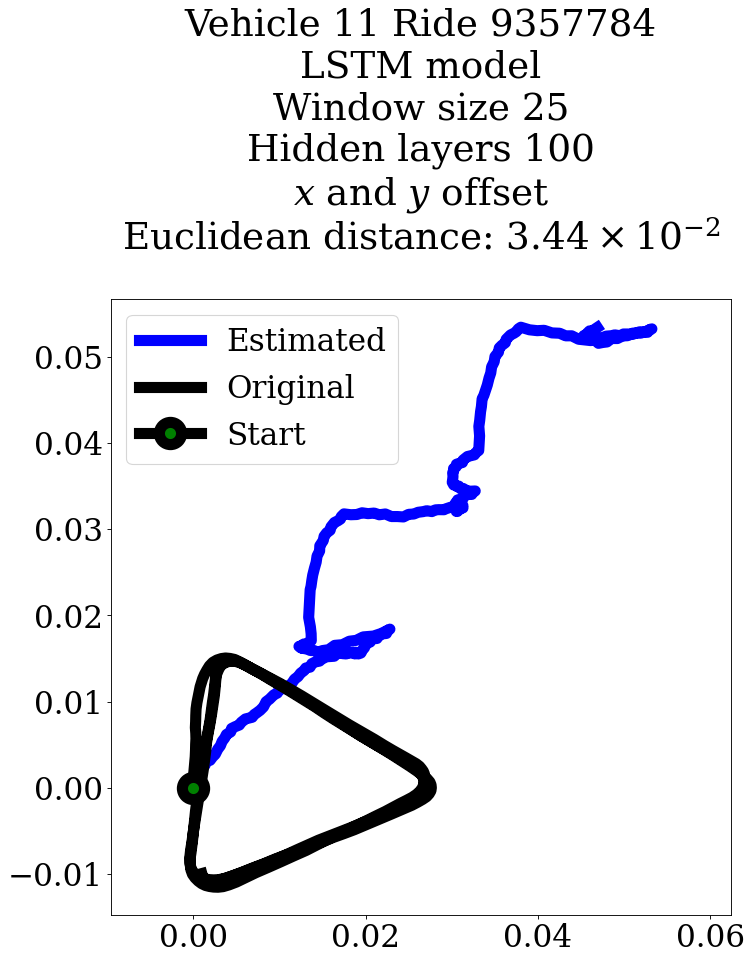 Vehicle 11 Ride 9357784
LSTM model
Window size 25
Hidden layers 100
x and y offset
Euclidean distance: 3.44 × 10⁻²
Estimated
Original
Start
0.05
0.04
0.03
0.02
0.01
0.00
−0.01
0.00 0.02 0.04 0.06